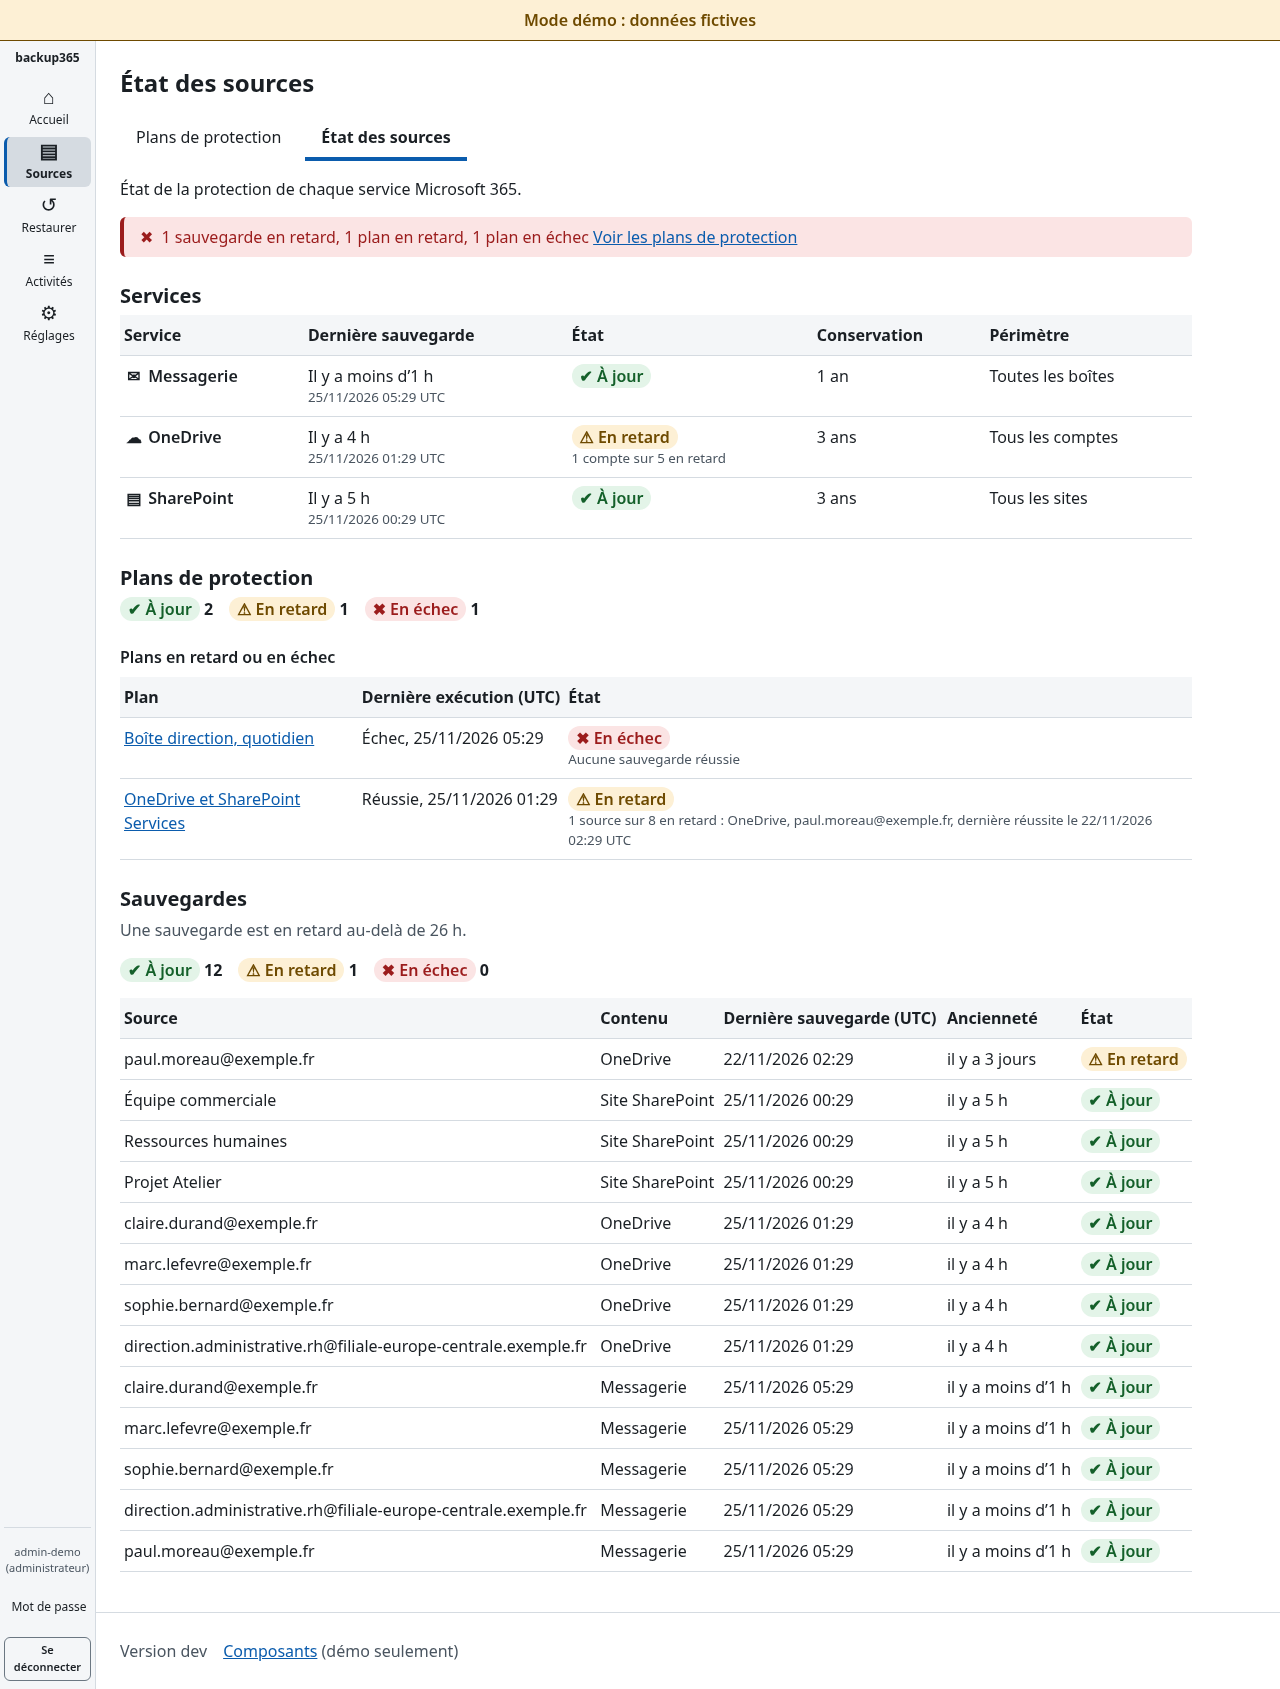 Mode démo : données fictives
backup365
⌂
Accueil
▤
Sources
↺
Restaurer
≡
Activités
⚙
Réglages
admin-demo
(administrateur)
Mot de passe
Se
déconnecter
État des sources
Plans de protection État des sources
État de la protection de chaque service Microsoft 365.
✖ 1 sauvegarde en retard, 1 plan en retard, 1 plan en échec Voir les plans de protection
Services
Service Dernière sauvegarde État Conservation Périmètre
✉ Messagerie Il y a moins d’1 h ✔ À jour 1 an Toutes les boîtes
25/11/2026 05:29 UTC
☁ OneDrive Il y a 4 h ⚠ En retard 3 ans Tous les comptes
25/11/2026 01:29 UTC 1 compte sur 5 en retard
▤ SharePoint Il y a 5 h ✔ À jour 3 ans Tous les sites
25/11/2026 00:29 UTC
Plans de protection
✔ À jour 2 ⚠ En retard 1 ✖ En échec 1
Plans en retard ou en échec
Plan Dernière exécution (UTC) État
Boîte direction, quotidien Échec, 25/11/2026 05:29 ✖ En échec
Aucune sauvegarde réussie
OneDrive et SharePoint Réussie, 25/11/2026 01:29 ⚠ En retard
Services 1 source sur 8 en retard : OneDrive, paul.moreau@exemple.fr, dernière réussite le 22/11/2026
02:29 UTC
Sauvegardes
Une sauvegarde est en retard au-delà de 26 h.
✔ À jour 12 ⚠ En retard 1 ✖ En échec 0
Source Contenu Dernière sauvegarde (UTC) Ancienneté État
paul.moreau@exemple.fr OneDrive 22/11/2026 02:29 il y a 3 jours ⚠ En retard
Équipe commerciale Site SharePoint 25/11/2026 00:29 il y a 5 h ✔ À jour
Ressources humaines Site SharePoint 25/11/2026 00:29 il y a 5 h ✔ À jour
Projet Atelier Site SharePoint 25/11/2026 00:29 il y a 5 h ✔ À jour
claire.durand@exemple.fr OneDrive 25/11/2026 01:29 il y a 4 h ✔ À jour
marc.lefevre@exemple.fr OneDrive 25/11/2026 01:29 il y a 4 h ✔ À jour
sophie.bernard@exemple.fr OneDrive 25/11/2026 01:29 il y a 4 h ✔ À jour
direction.administrative.rh@filiale-europe-centrale.exemple.fr OneDrive 25/11/2026 01:29 il y a 4 h ✔ À jour
claire.durand@exemple.fr Messagerie 25/11/2026 05:29 il y a moins d’1 h ✔ À jour
marc.lefevre@exemple.fr Messagerie 25/11/2026 05:29 il y a moins d’1 h ✔ À jour
sophie.bernard@exemple.fr Messagerie 25/11/2026 05:29 il y a moins d’1 h ✔ À jour
direction.administrative.rh@filiale-europe-centrale.exemple.fr Messagerie 25/11/2026 05:29 il y a moins d’1 h ✔ À jour
paul.moreau@exemple.fr Messagerie 25/11/2026 05:29 il y a moins d’1 h ✔ À jour
Version dev Composants (démo seulement)